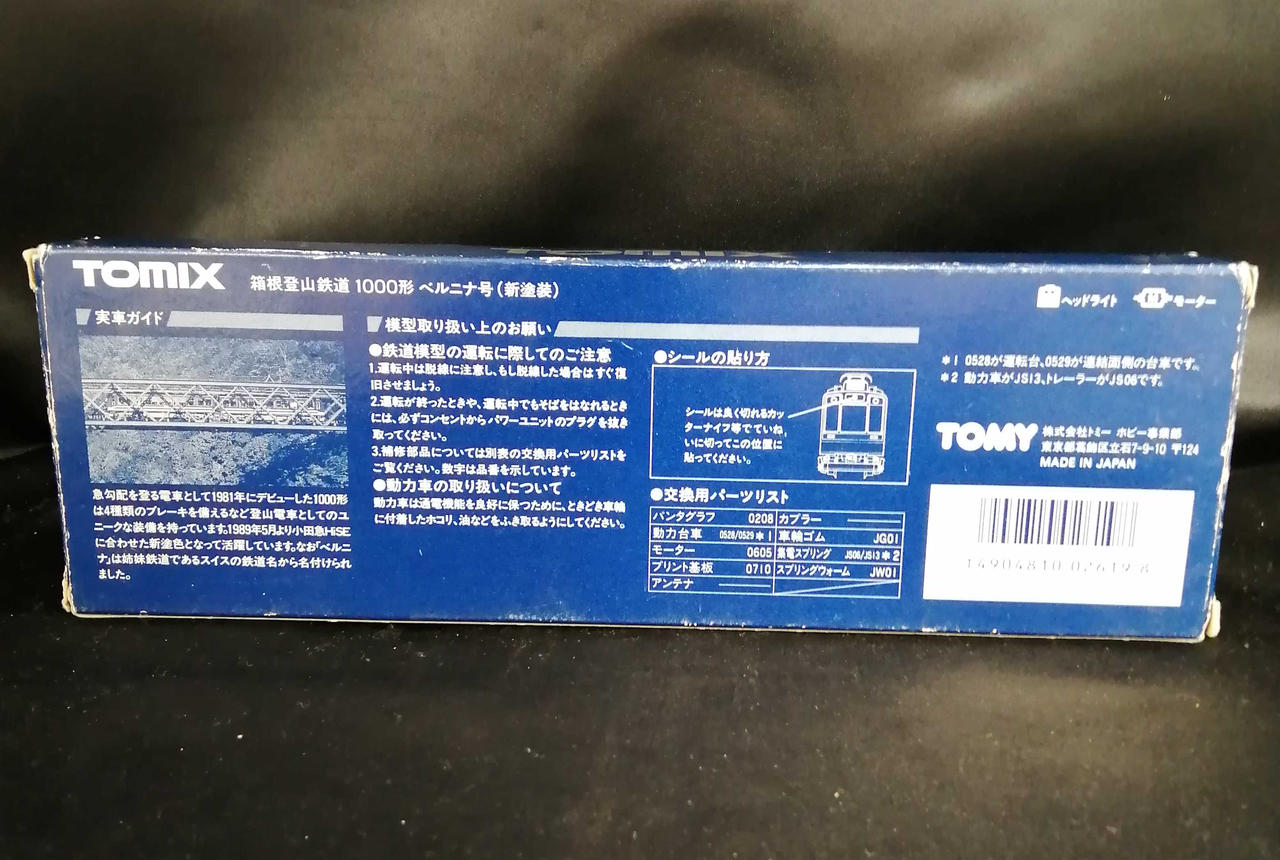 TOMIX 箱根登山鉄道 1000形 ベルニナ号(新塗装)
ヘッドライト モーター
実車ガイド
急勾配を登る電車として1981年にデビューした1000形
は4種類のブレーキを備えるなど登山電車としてのユ
ニークな装備を持っています。1989年5月より小田急HiSE
に合わせた新塗色となって活躍しています。なお「ベルニ
ナ」は姉妹鉄道であるスイスの鉄道名から名付けられ
ました。
模型取り扱い上のお願い
●鉄道模型の運転に際してのご注意
1.運転中は脱線に注意し、もし脱線した場合はすぐ復
旧させましょう。
2.運転が終ったときや、運転中でもそばをはなれるとき
には、必ずコンセントからパワーユニットのプラグを抜き
取ってください。
3.補修部品については別表の交換用パーツリストを
ご覧ください。数字は品番を示しています。
●動力車の取り扱いについて
動力車は通電機能を良好に保つために、ときどき車輪
に付着したホコリ、油などをふき取るようにしてください。
●シールの貼り方
シールは良く切れるカッ
ターナイフ等でていね
いに切ってこの位置に
貼ってください。
●交換用パーツリスト
パンタグラフ 0208 カプラー ―
動力台車 0528/0529 *1 車輪ゴム JG01
モーター 0605 集電スプリング JS06/JS13 *2
プリント基板 0710 スプリングウォーム JW01
アンテナ ―
*1 0528が運転台、0529が連結面側の台車です。
*2 動力車がJS13、トレーラーがJS06です。
TOMY 株式会社トミー ホビー事業部
東京都葛飾区立石7-9-10 〒124
MADE IN JAPAN
14904810 02619 8